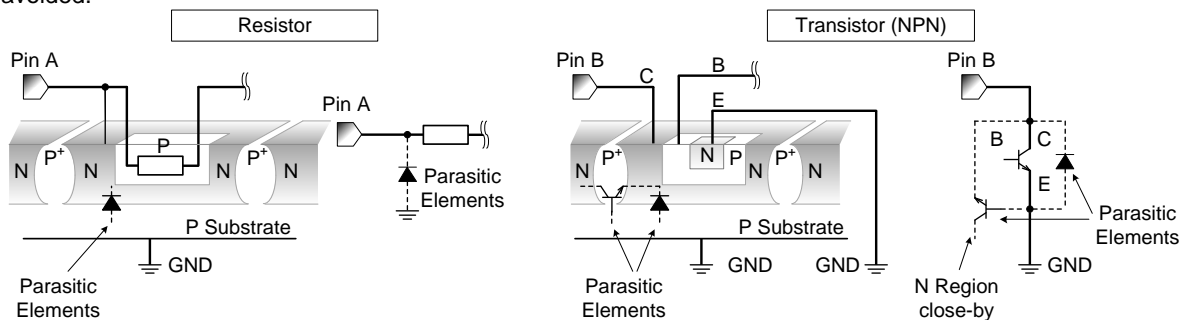 avoided.
Resistor
Transistor (NPN)
Pin A
Pin A
Pin B
C
B
E
Pin B
N
P+
N
P
N
P+
N
Parasitic
Elements
N
P+
N
N
P
N
P+
N
B
C
E
Parasitic
Elements
P Substrate
GND
Parasitic
Elements
P Substrate
GND
GND
Parasitic
Elements
GND
N Region
close-by